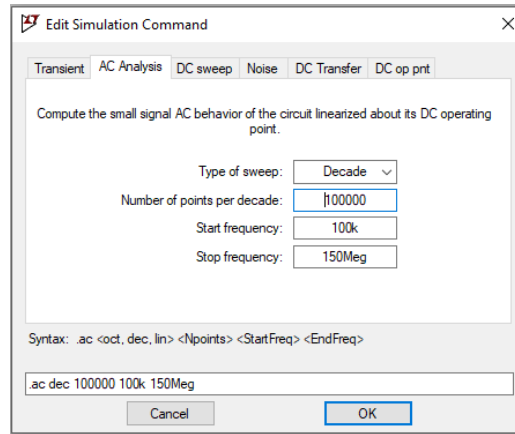 Edit Simulation Command
Transient AC Analysis DC sweep Noise DC Transfer DC op pnt
Compute the small signal AC behavior of the circuit linearized about its DC operating
point.
Type of sweep: Decade
Number of points per decade: 100000
Start frequency: 100k
Stop frequency: 150Meg
Syntax: .ac <oct, dec, lin> <Npoints> <StartFreq> <EndFreq>
.ac dec 100000 100k 150Meg
Cancel OK